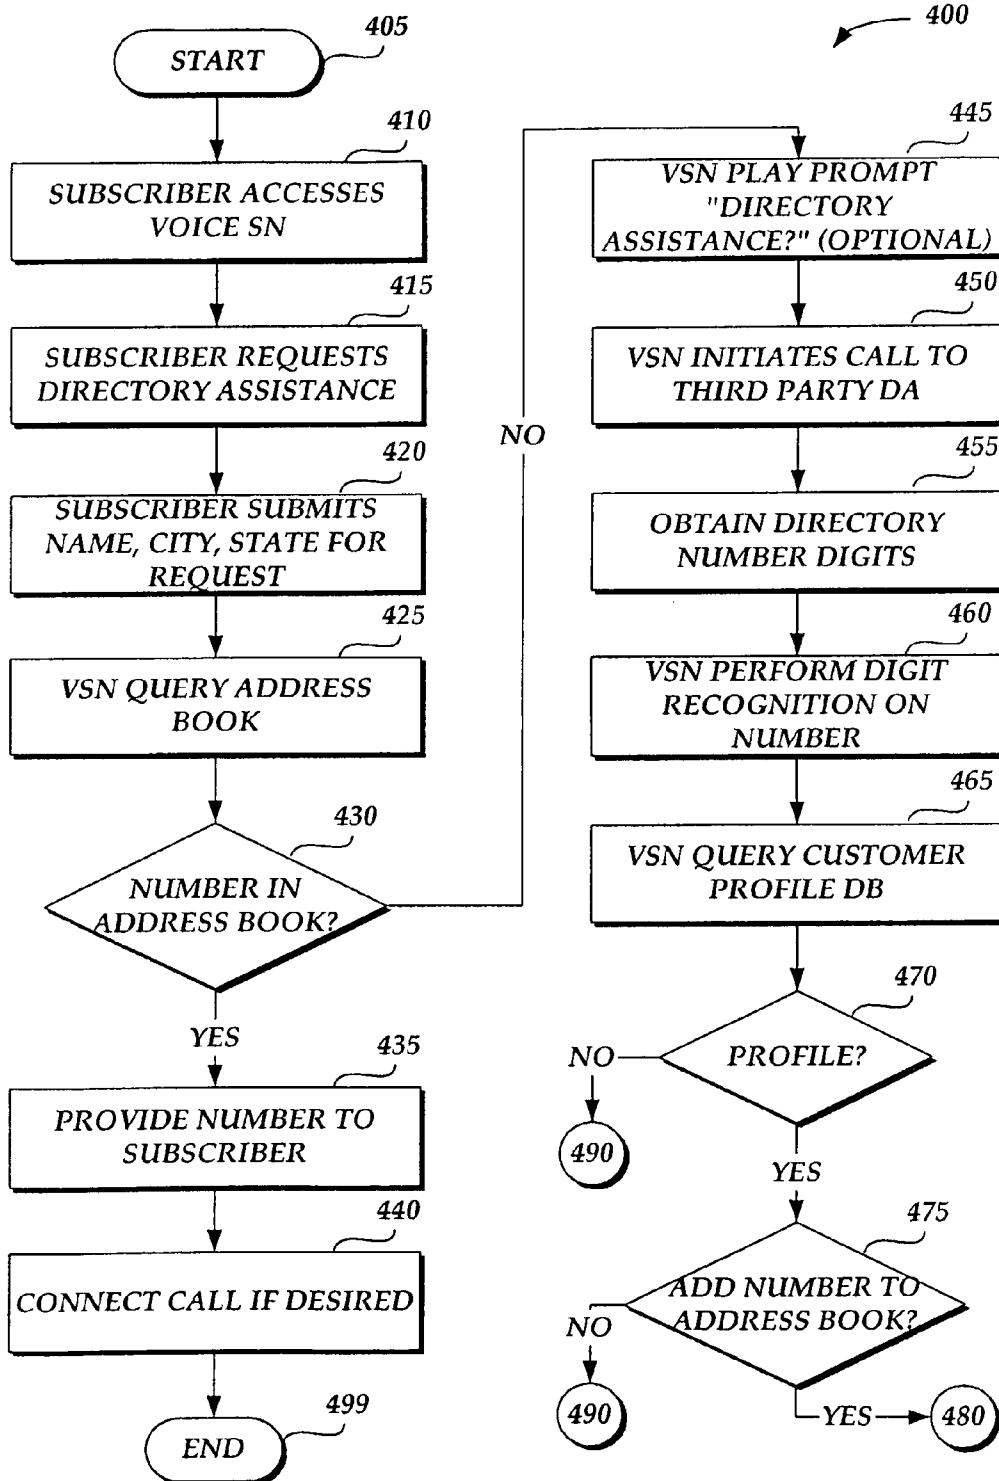 400
405
START
410
SUBSCRIBER ACCESSES
VOICE SN
415
SUBSCRIBER REQUESTS
DIRECTORY ASSISTANCE
420
SUBSCRIBER SUBMITS
NAME, CITY, STATE FOR
REQUEST
425
VSN QUERY ADDRESS
BOOK
430
NUMBER IN
ADDRESS BOOK?
NO
YES
435
PROVIDE NUMBER TO
SUBSCRIBER
440
CONNECT CALL IF DESIRED
499
END
445
VSN PLAY PROMPT
"DIRECTORY
ASSISTANCE?" (OPTIONAL)
450
VSN INITIATES CALL TO
THIRD PARTY DA
455
OBTAIN DIRECTORY
NUMBER DIGITS
460
VSN PERFORM DIGIT
RECOGNITION ON
NUMBER
465
VSN QUERY CUSTOMER
PROFILE DB
470
PROFILE?
NO
490
YES
475
ADD NUMBER TO
ADDRESS BOOK?
NO
490
YES
480